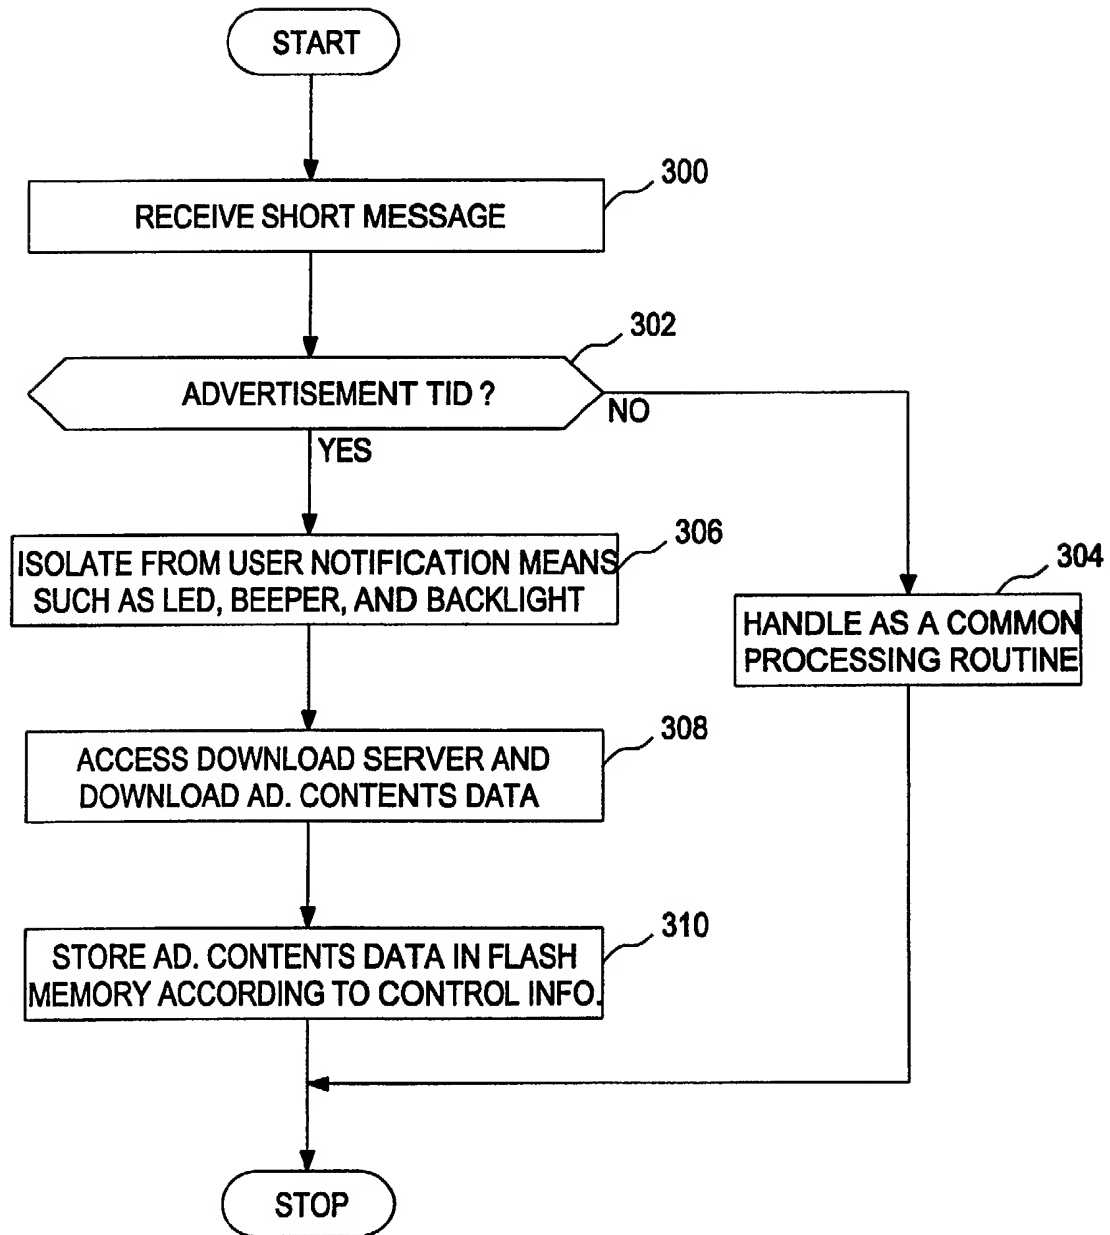 START
300
RECEIVE SHORT MESSAGE
302
ADVERTISEMENT TID ?
NO
YES
306
ISOLATE FROM USER NOTIFICATION MEANS
SUCH AS LED, BEEPER, AND BACKLIGHT
304
HANDLE AS A COMMON
PROCESSING ROUTINE
308
ACCESS DOWNLOAD SERVER AND
DOWNLOAD AD. CONTENTS DATA
310
STORE AD. CONTENTS DATA IN FLASH
MEMORY ACCORDING TO CONTROL INFO.
STOP